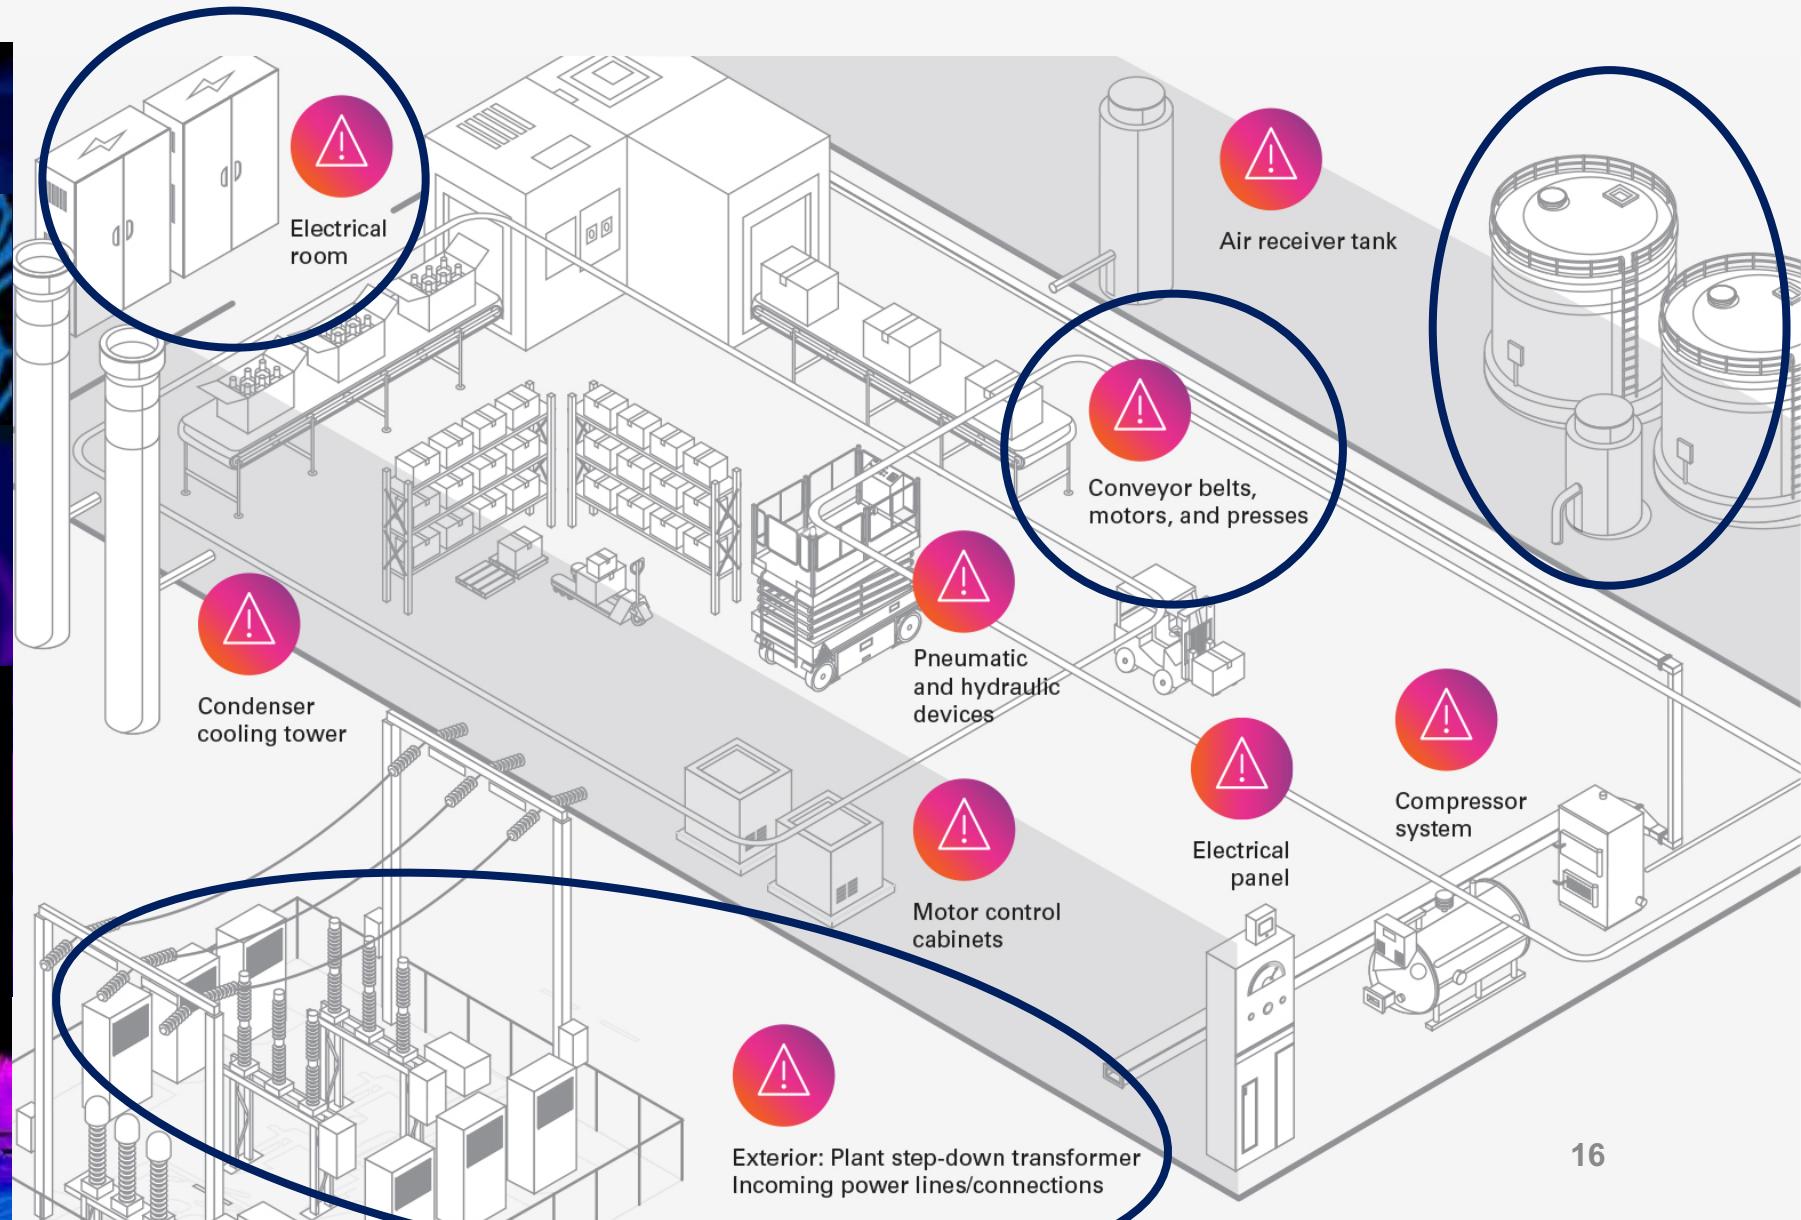 Electrical
room
Air receiver tank
Conveyor belts,
motors, and presses
Condenser
cooling tower
Pneumatic
and hydraulic
devices
Compressor
system
Electrical
panel
Motor control
cabinets
Exterior: Plant step-down transformer
Incoming power lines/connections
16